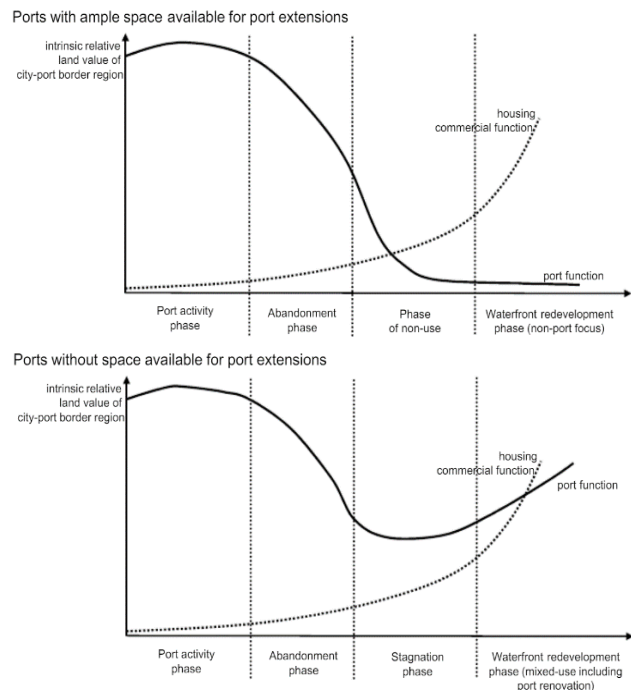 Ports with ample space available for port extensions
intrinsic relative
land value of
city-port border region
housing
commercial function
port function
Port activity
phase
Abandonment
phase
Phase
of non-use
Waterfront redevelopment
phase (non-port focus)
Ports without space available for port extensions
intrinsic relative
land value of
city-port border region
housing
commercial function
port function
Port activity
phase
Abandonment
phase
Stagnation
phase
Waterfront redevelopment
phase (mixed-use including
port renovation)